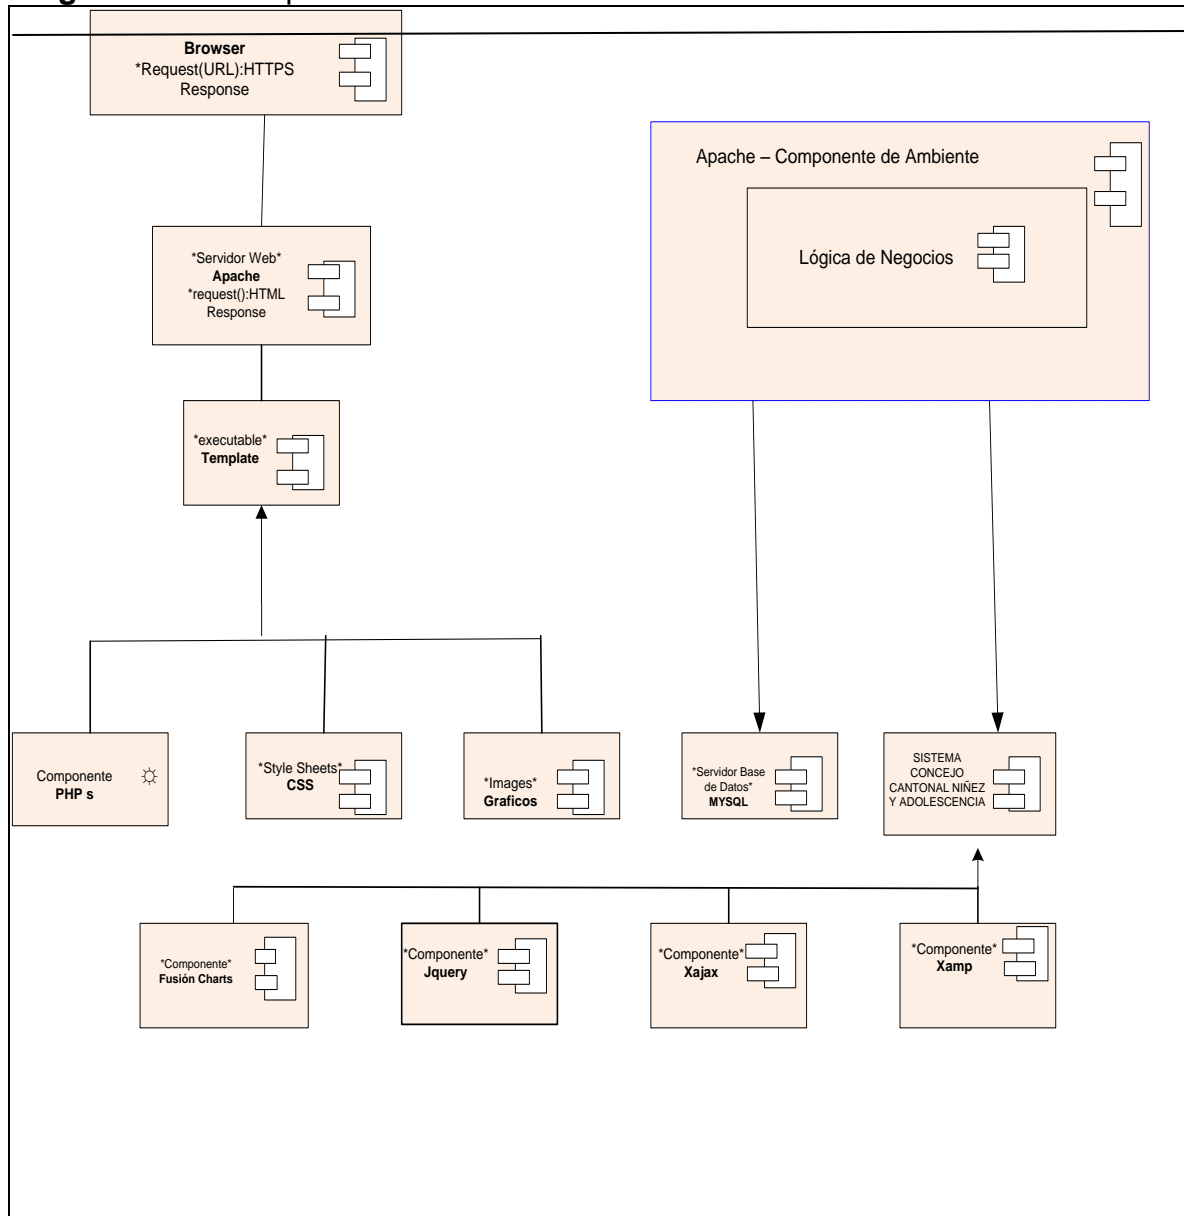 Browser
*Request(URL):HTTPS
Response
*Servidor Web*
Apache
*request():HTML
Response
*executable*
Template
Apache – Componente de Ambiente
Lógica de Negocios
Componente
PHP s
*Style Sheets*
CSS
*Images*
Graficos
*Servidor Base
de Datos*
MYSQL
SISTEMA
CONCEJO
CANTONAL NIÑEZ
Y ADOLESCENCIA
*Componente*
Fusión Charts
*Componente*
Jquery
*Componente*
Xajax
*Componente*
Xamp